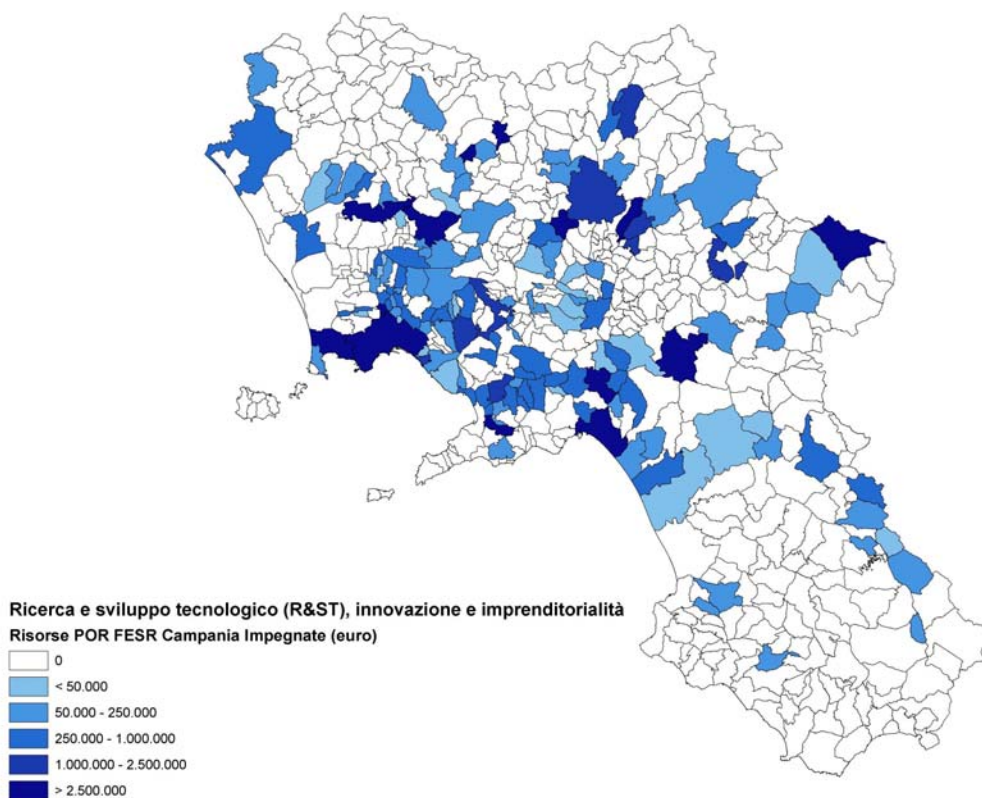 Ricerca e sviluppo tecnologico (R&ST), innovazione e imprenditorialità
Risorse POR FESR Campania Impegnate (euro)
0
< 50.000
50.000 - 250.000
250.000 - 1.000.000
1.000.000 - 2.500.000
> 2.500.000